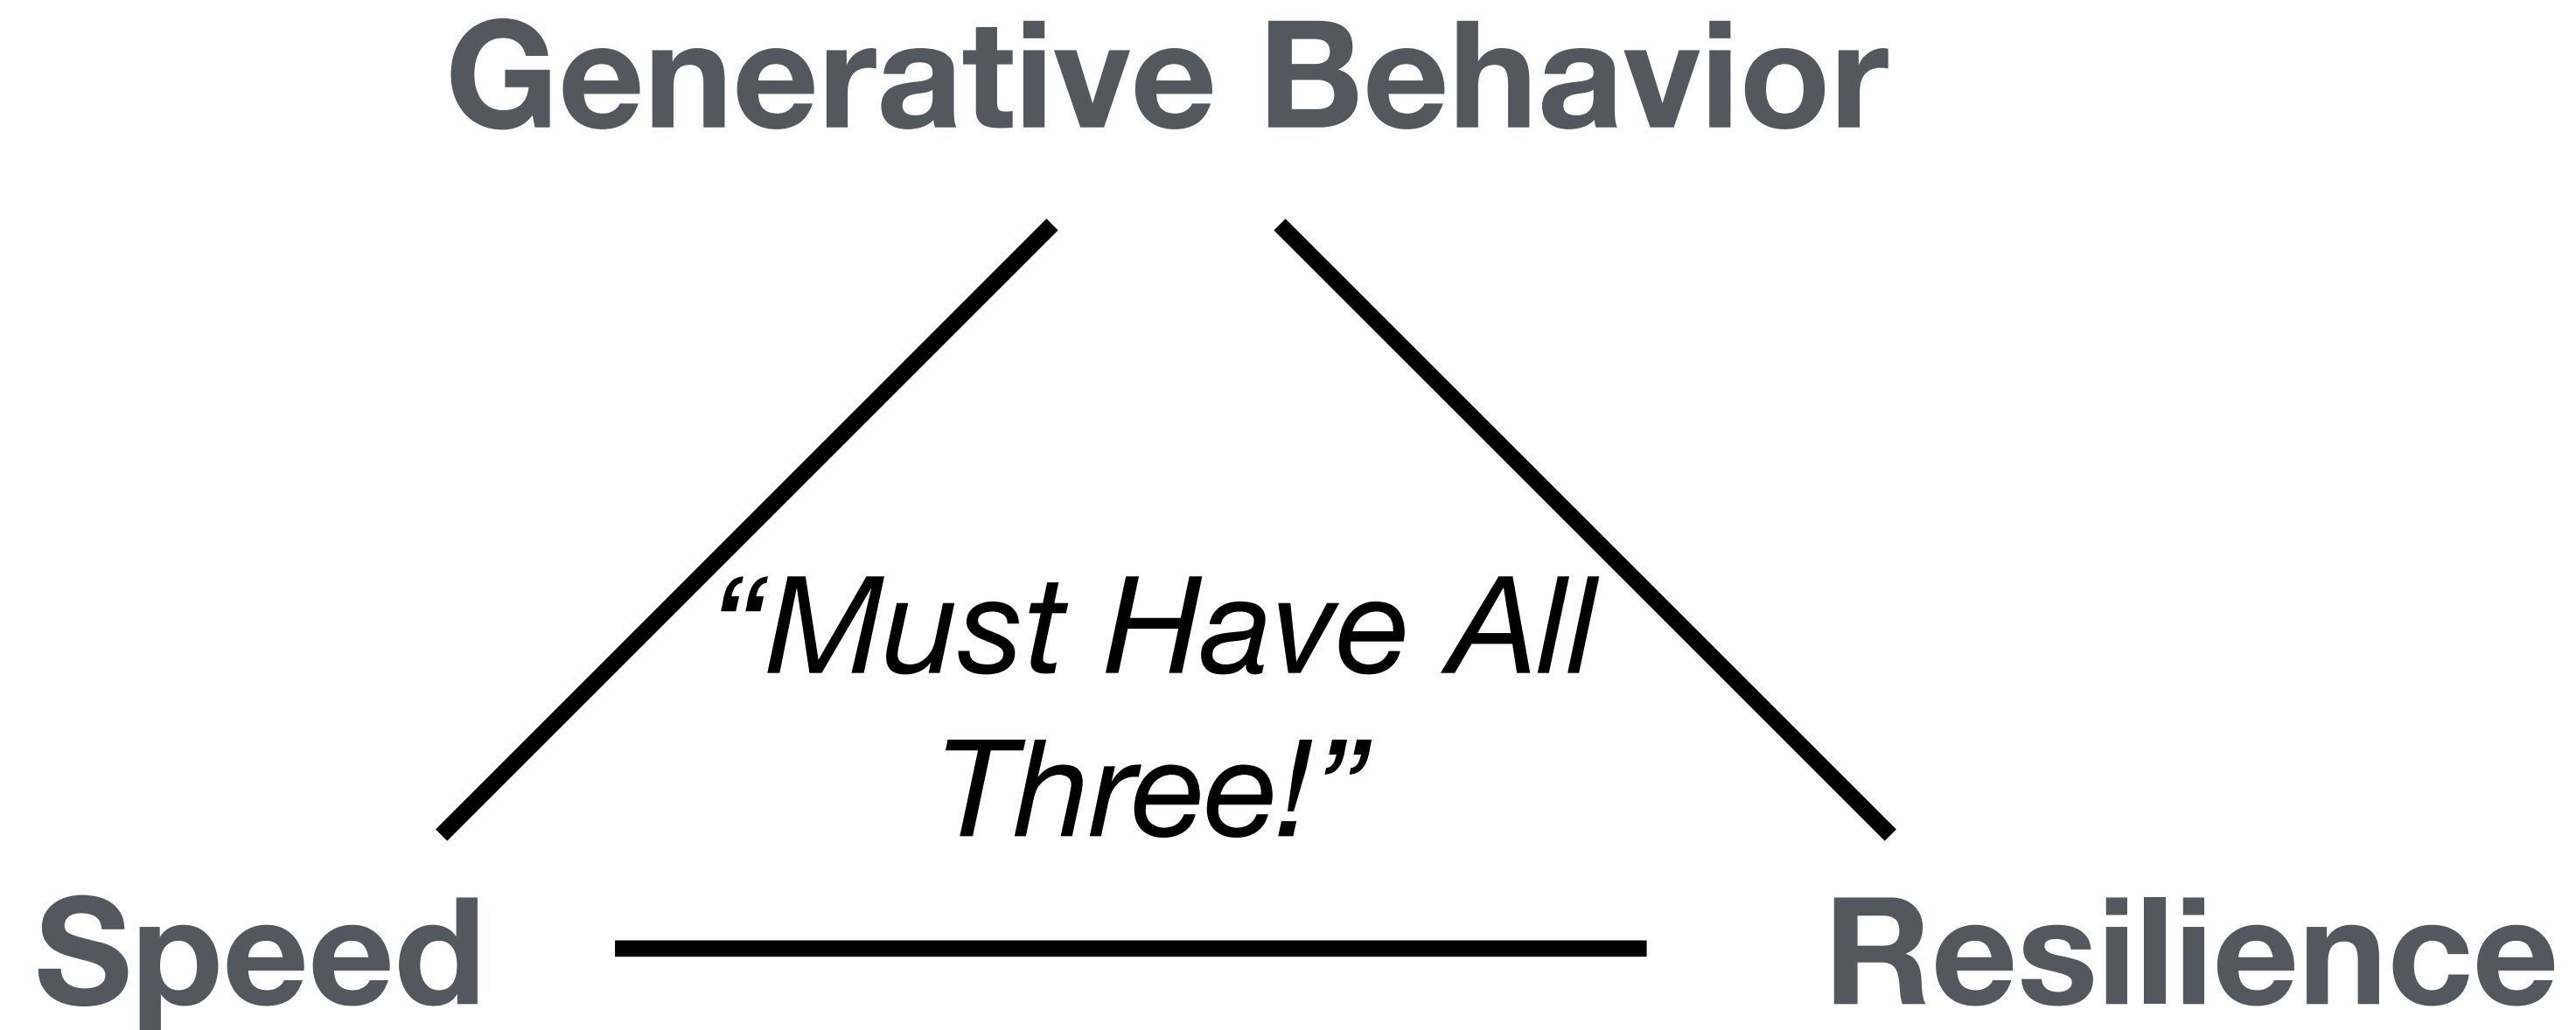 Generative Behavior
“Must Have All
Three!”
Speed
Resilience